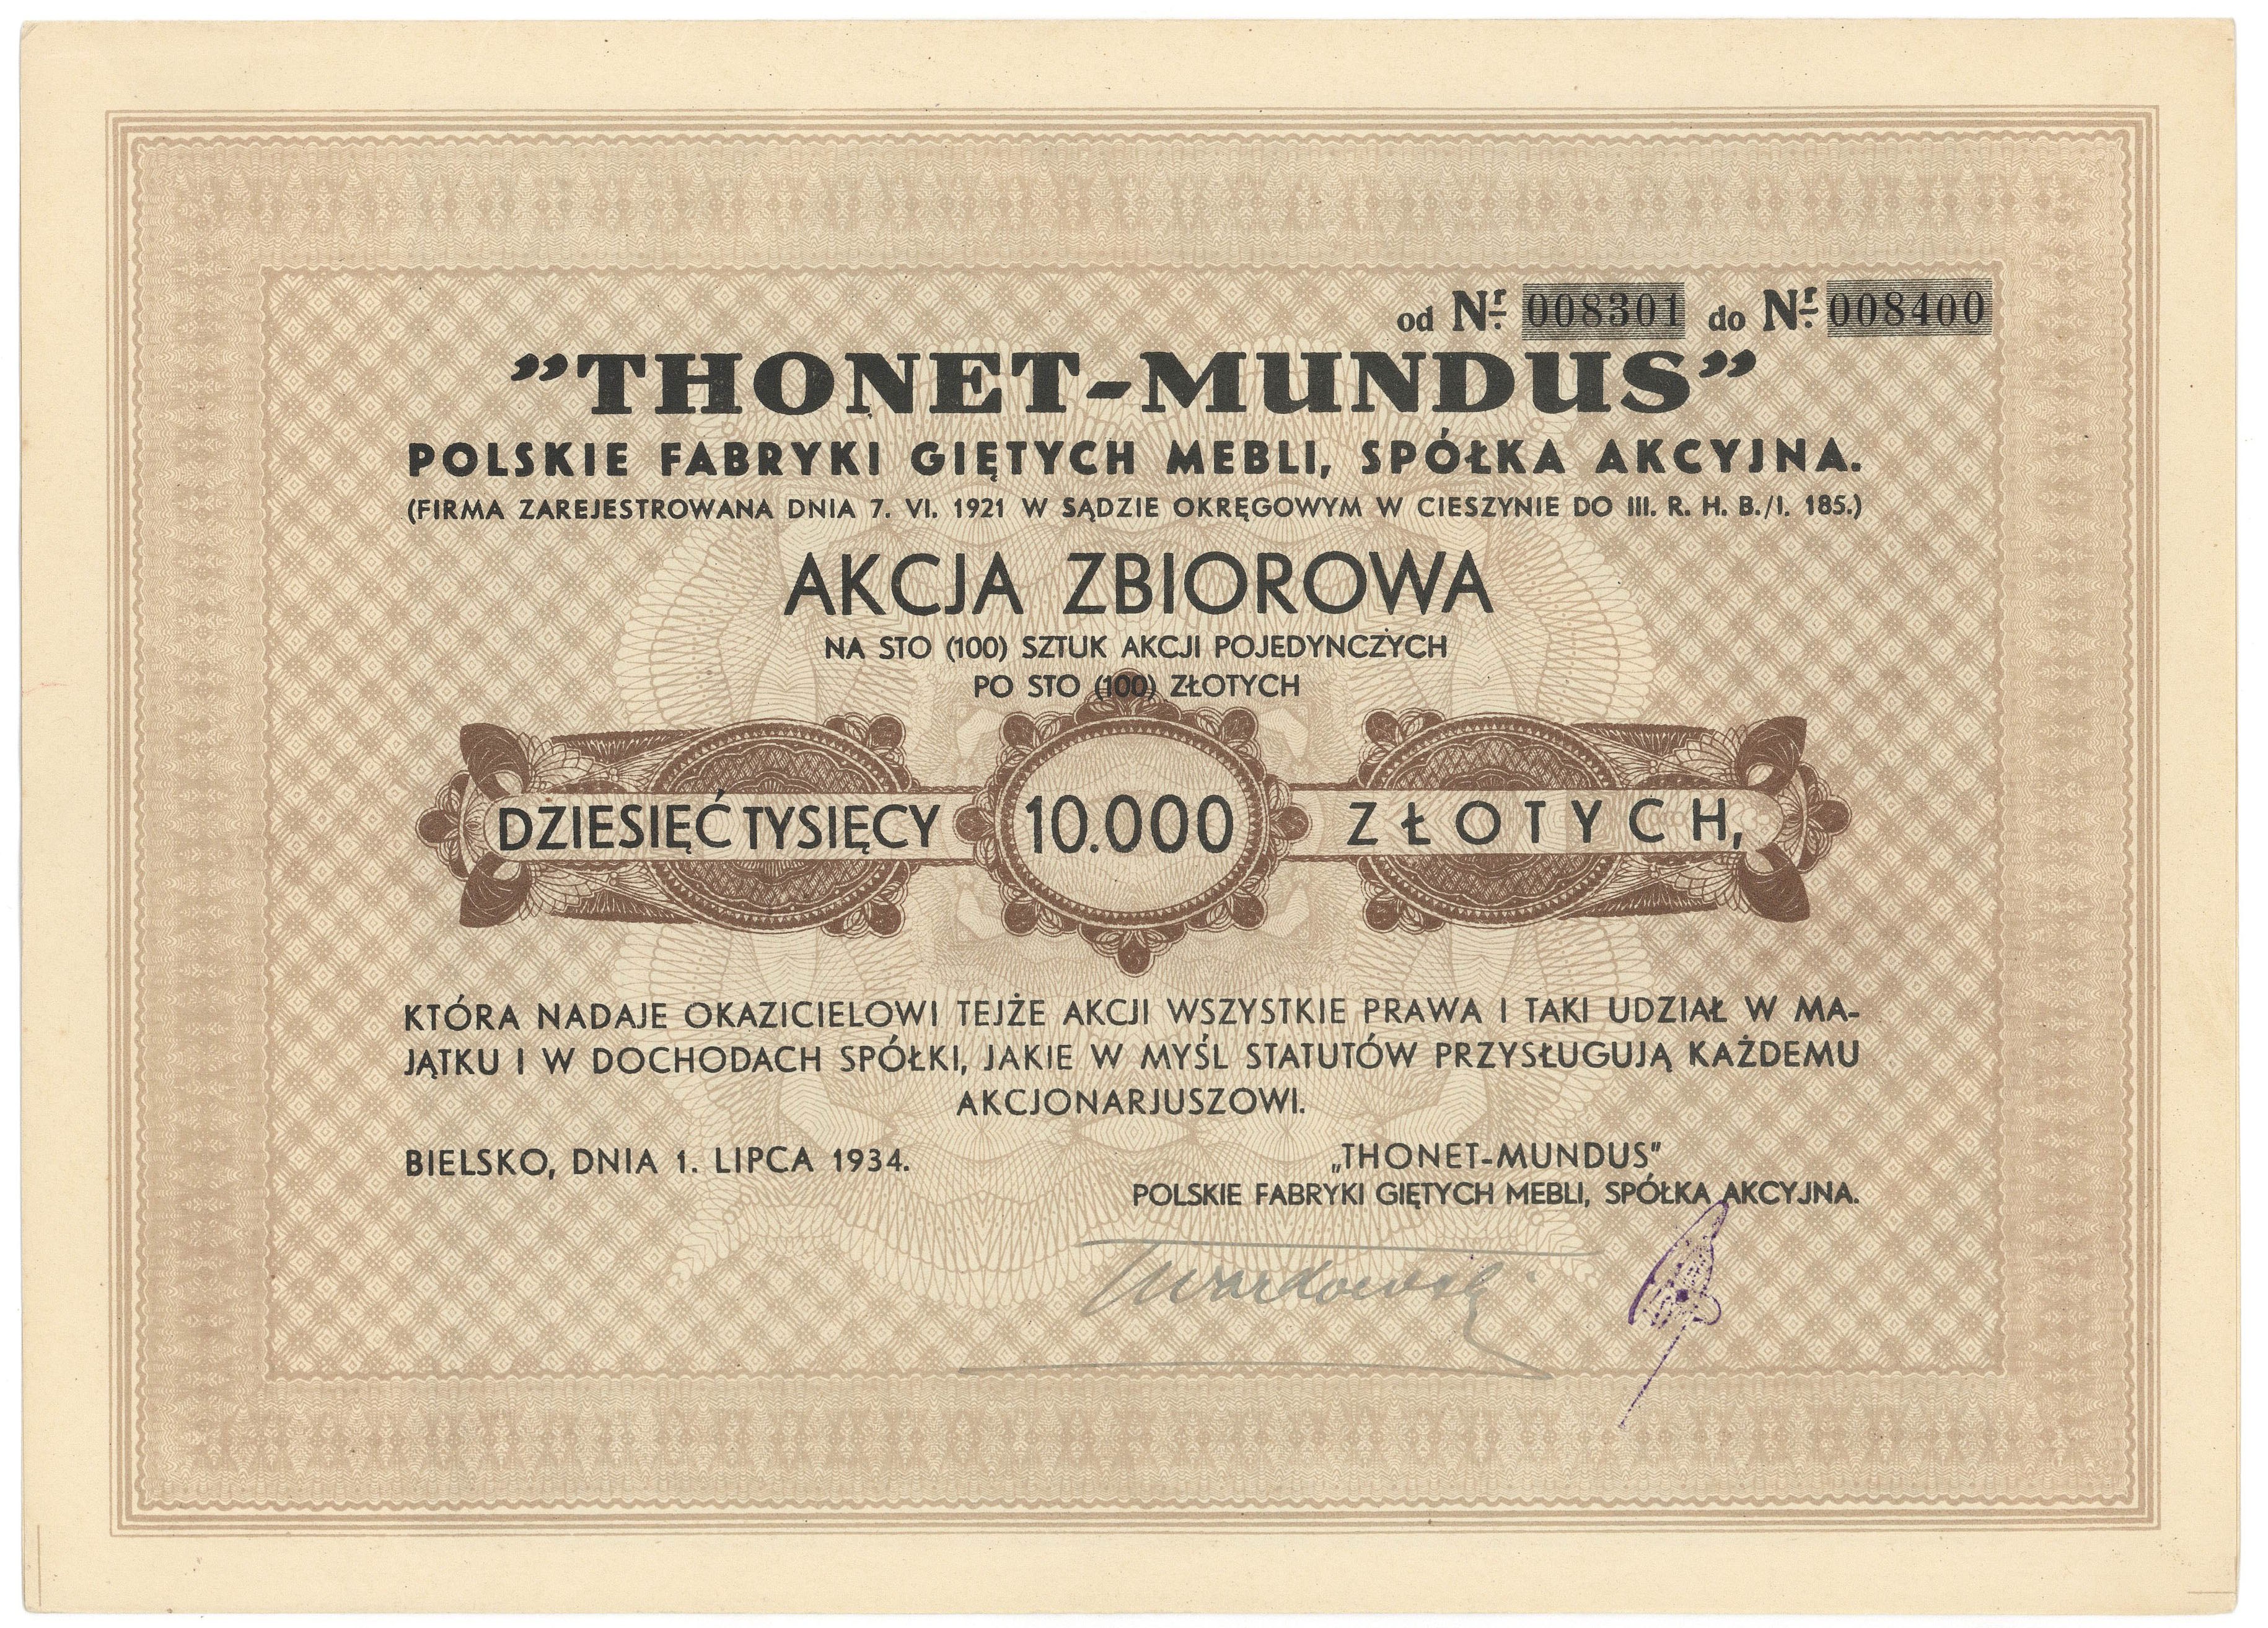 od Nr. 008301 do Nr. 008400
"THONET-MUNDUS"
POLSKIE FABRYKI GIĘTYCH MEBLI, SPÓŁKA AKCYJNA.
(FIRMA ZAREJESTROWANA DNIA 7. VI. 1921 W SĄDZIE OKRĘGOWYM W CIESZYNIE DO III. R. H. B./I. 185.)
AKCJA ZBIOROWA
NA STO (100) SZTUK AKCJI POJEDYNCZYCH
PO STO (100) ZŁOTYCH
DZIESIĘĆ TYSIĘCY 10.000 ZŁOTYCH,
KTÓRA NADAJE OKAZICIELOWI TEJŻE AKCJI WSZYSTKIE PRAWA I TAKI UDZIAŁ W MA-
JĄTKU I W DOCHODACH SPÓŁKI, JAKIE W MYŚL STATUTÓW PRZYSŁUGUJĄ KAŻDEMU
AKCJONARJUSZOWI.
BIELSKO, DNIA 1. LIPCA 1934.
„THONET-MUNDUS"
POLSKIE FABRYKI GIĘTYCH MEBLI, SPÓŁKA AKCYJNA.